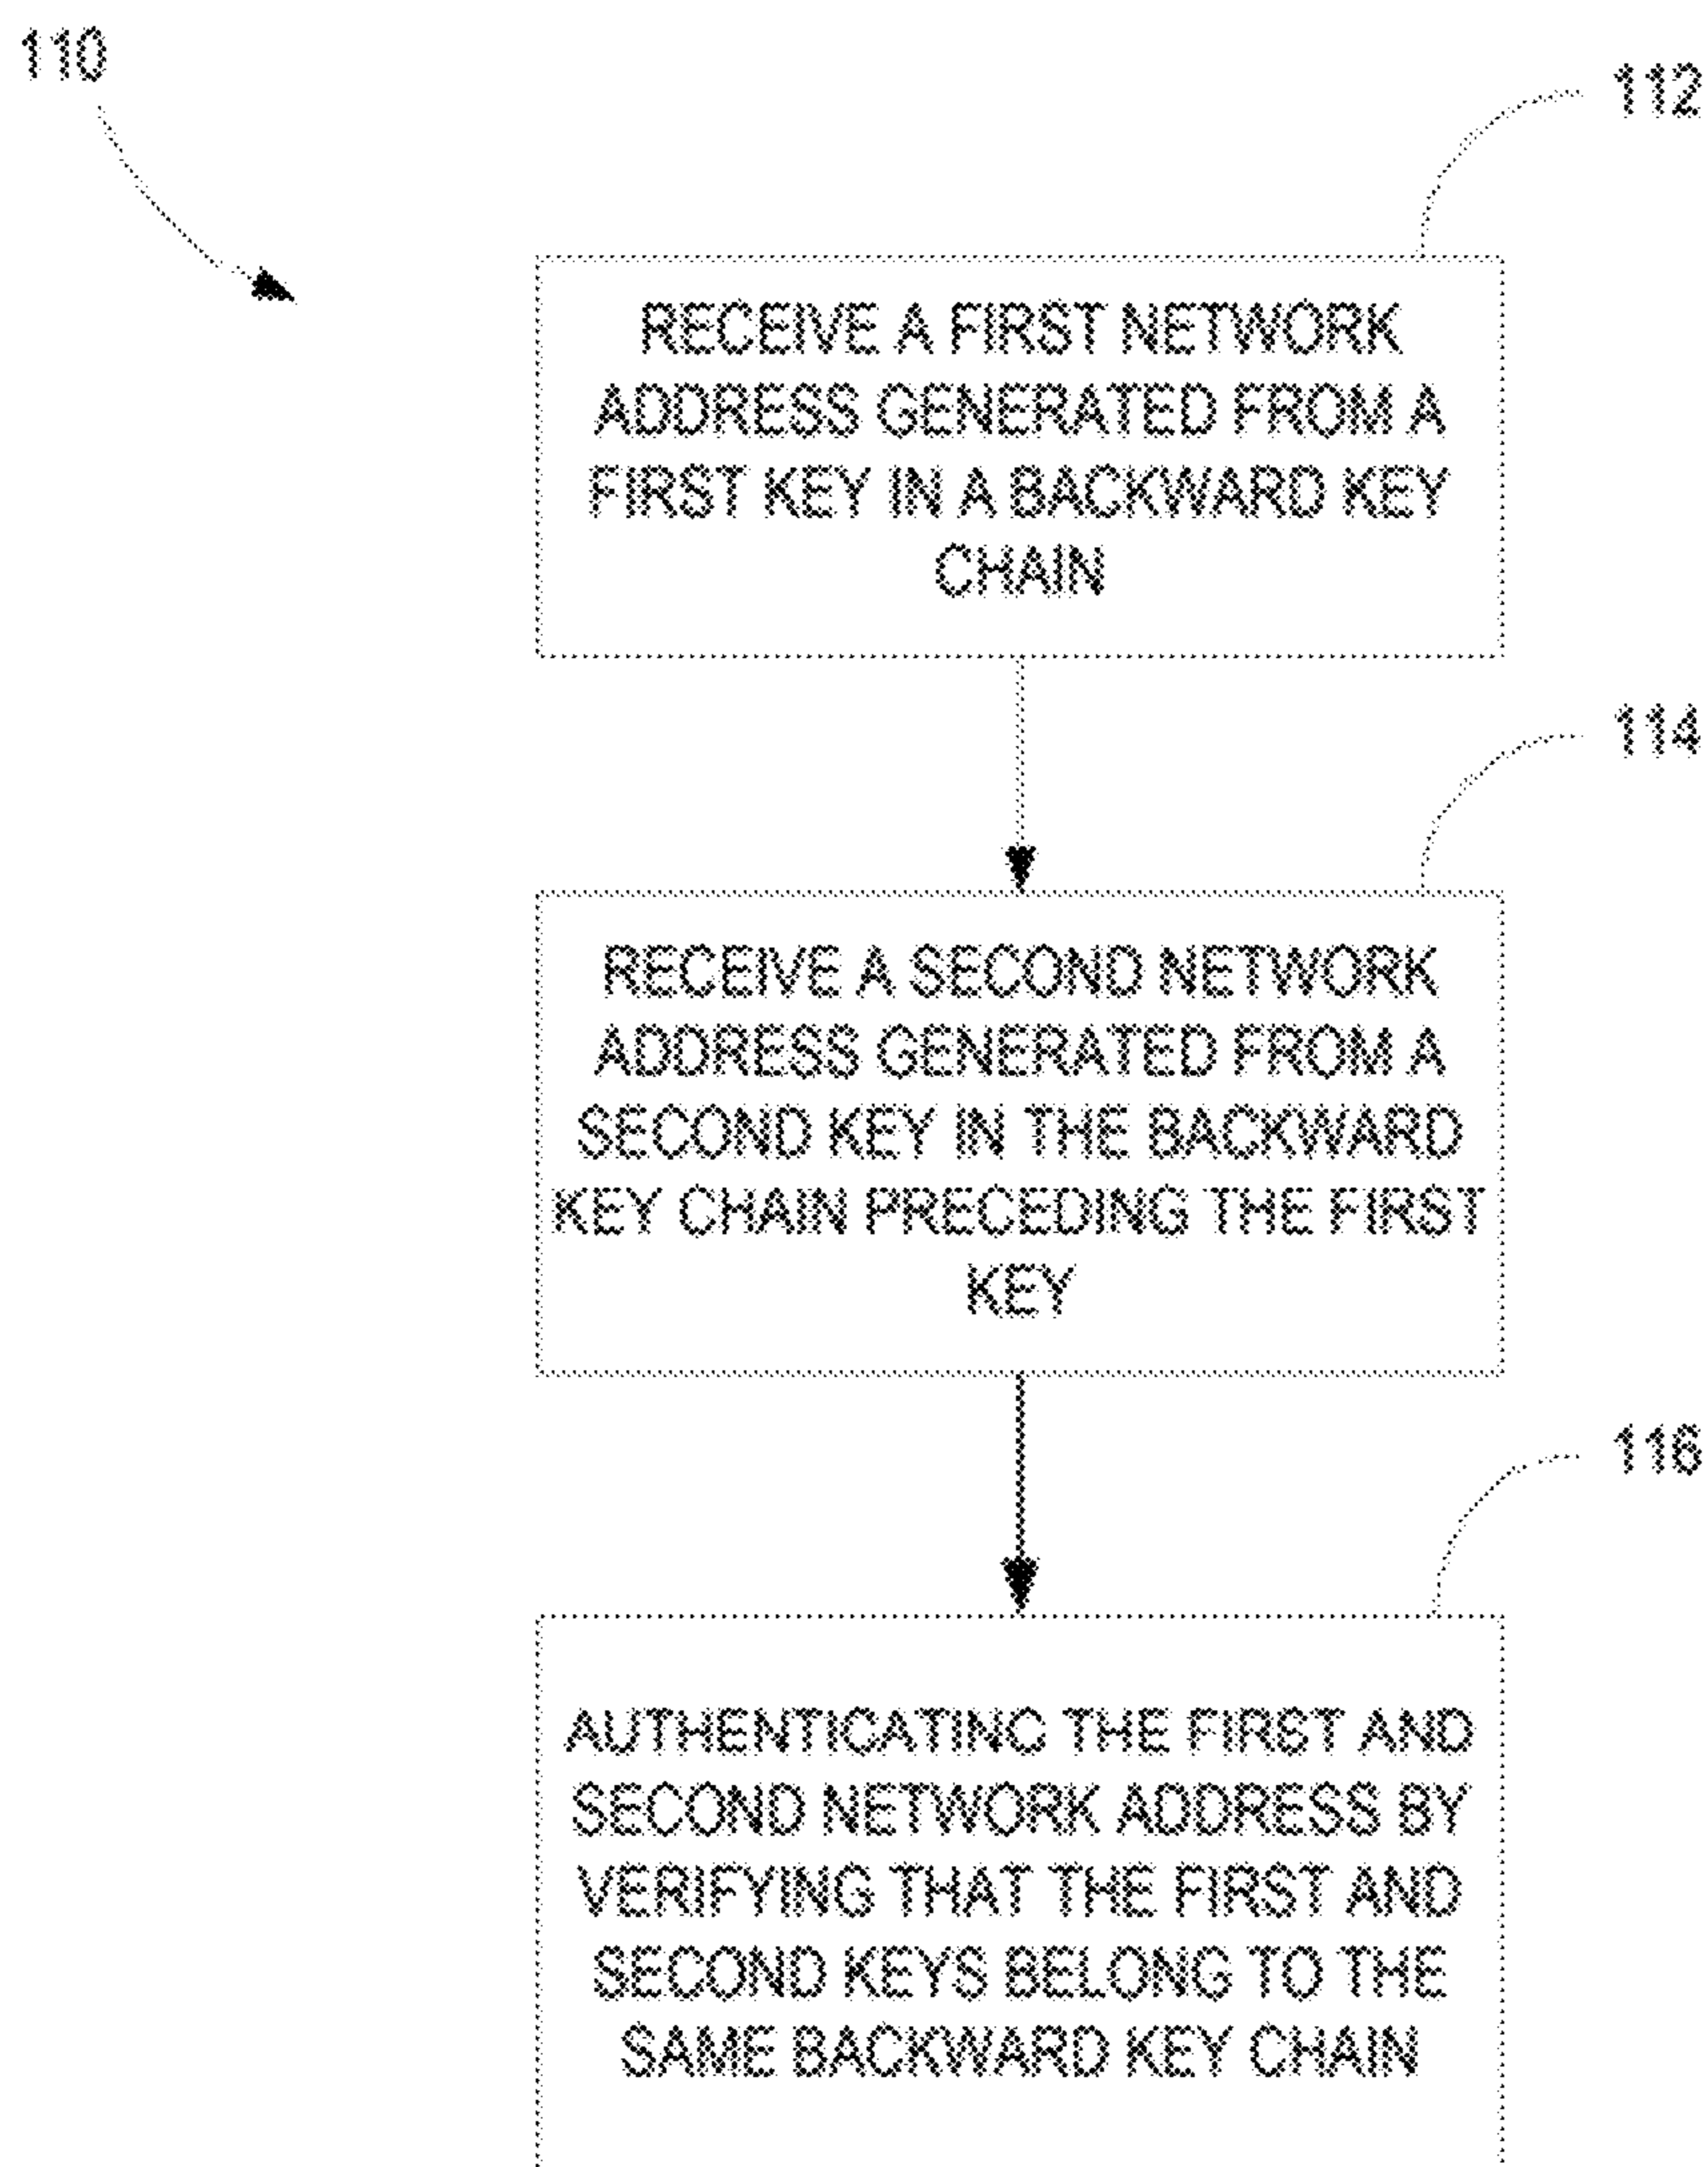 110
112
RECEIVE A FIRST NETWORK
ADDRESS GENERATED FROM A
FIRST KEY IN A BACKWARD KEY
CHAIN
114
RECEIVE A SECOND NETWORK
ADDRESS GENERATED FROM A
SECOND KEY IN THE BACKWARD
KEY CHAIN PRECEDING THE FIRST
KEY
116
AUTHENTICATING THE FIRST AND
SECOND NETWORK ADDRESS BY
VERIFYING THAT THE FIRST AND
SECOND KEYS BELONG TO THE
SAME BACKWARD KEY CHAIN